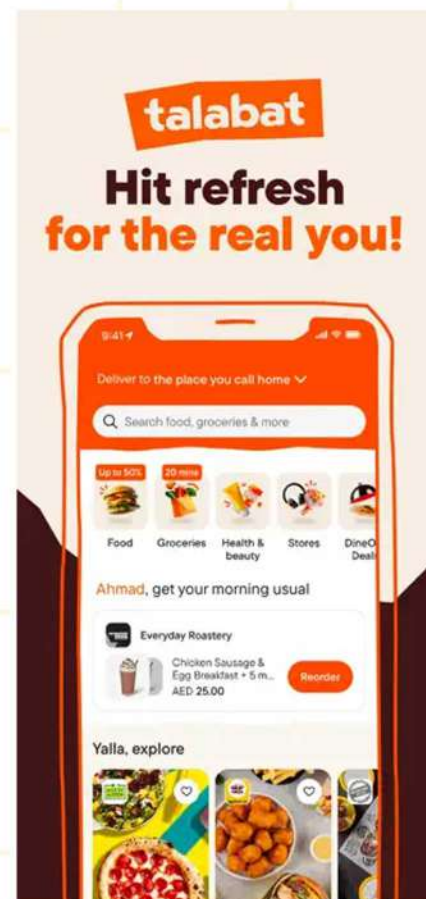 talabat
Hit refresh
for the real you!
9:41
Deliver to the place you call home
Search food, groceries & more
Up to 50%
20 mins
Food
Groceries
Health &
beauty
Stores
DineO
Deals
Ahmad, get your morning usual
Everyday Roastery
Chicken Sausage &
Egg Breakfast + 5 m...
AED 25.00
Reorder
Yalla, explore